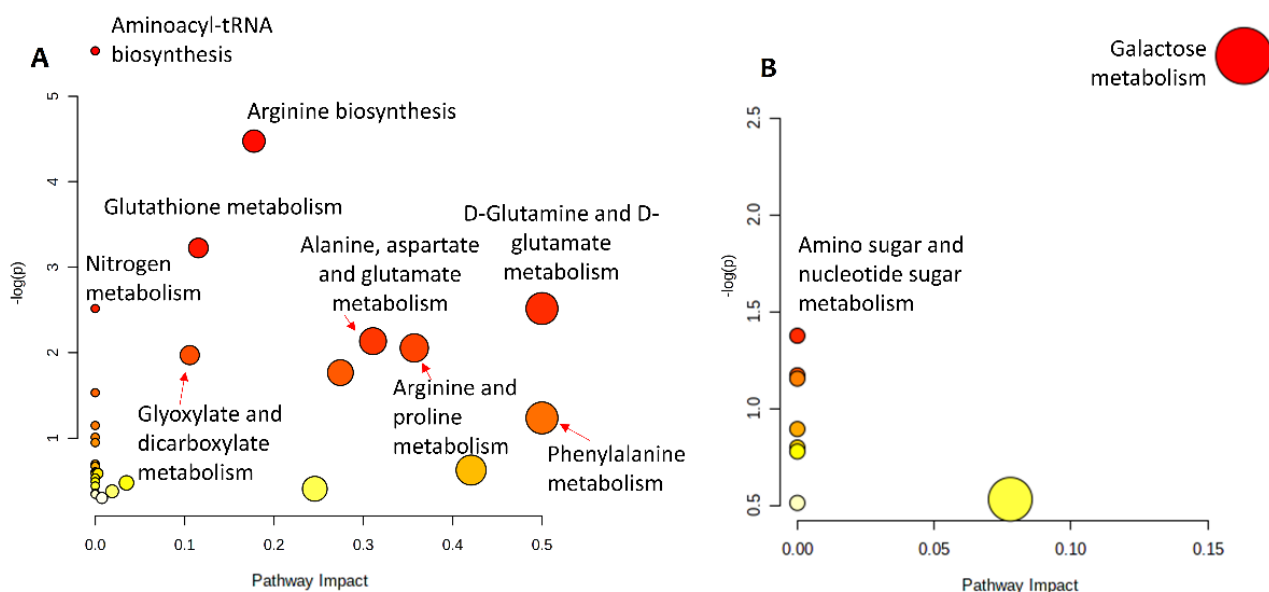 A
Aminoacyl-tRNA
biosynthesis
Arginine biosynthesis
Glutathione metabolism
Nitrogen
metabolism
Alanine, aspartate
and glutamate
metabolism
D-Glutamine and D-
glutamate
metabolism
Glyoxylate and
dicarboxylate
metabolism
Arginine and
proline
metabolism
Phenylalanine
metabolism
-log(p)
5
4
3
2
1
0.0 0.1 0.2 0.3 0.4 0.5
Pathway Impact
B
Galactose
metabolism
Amino sugar and
nucleotide sugar
metabolism
-log(p)
2.5
2.0
1.5
1.0
0.5
0.00 0.05 0.10 0.15
Pathway Impact